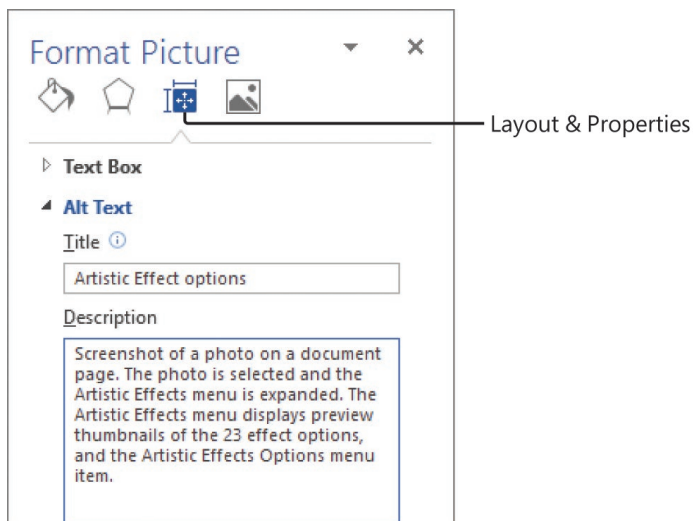 Format Picture
Layout & Properties
Text Box
Alt Text
Title
Artistic Effect options
Description
Screenshot of a photo on a document
page. The photo is selected and the
Artistic Effects menu is expanded. The
Artistic Effects menu displays preview
thumbnails of the 23 effect options,
and the Artistic Effects Options menu
item.